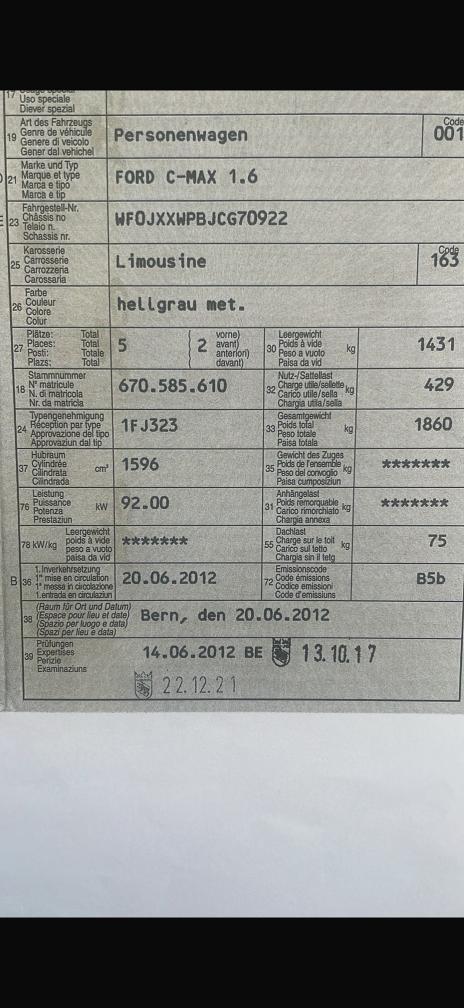 17
Uso speciale
Diever spezial
Art des Fahrzeugs
19 Genre de véhicule
Genere di veicolo
Gener dal vehichel
Personenwagen
Code
001
Marke und Typ
21 Marque et type
Marca e tipo
Marca e tip
FORD C-MAX 1.6
Fahrgestell-Nr.
23 Châssis no
Telaio n.
Schassis nr.
WF0JXXWPBJCG70922
Karosserie
25 Carrosserie
Carrozzeria
Carossaria
Limousine
Code
163
Farbe
26 Couleur
Colore
Colur
hellgrau met.
Plätze: Total
27 Places: Total
Posti: Totale
Plazs: Total
5
2
vorne)
avant)
anteriori)
davant)
Leergewicht
30 Poids à vide kg
Peso a vuoto
Paisa da vid
1431
Stammnummer
18 N° matricule
N. di matricola
Nr. da matricla
670.585.610
Nutz-/Sattellast
32 Charge utile/sellette kg
Carico utile/sella
Chargia utila/sella
429
Typengenehmigung
24 Réception par type
Approvazione del tipo
Approvaziun dal tip
1FJ323
Gesamtgewicht
33 Poids total kg
Peso totale
Paisa totala
1860
Hubraum
37 Cylindrée cm³
Cilindrata
Cilindrada
1596
Gewicht des Zuges
35 Poids de l'ensemble kg
Peso del convoglio
Paisa cumposiziun
*******
Leistung
76 Puissance kW
Potenza
Prestaziun
92.00
Anhängelast
31 Poids remorquable kg
Carico rimorchiato
Chargia annexa
*******
Leergewicht
78 kW/kg poids à vide
peso a vuoto
paisa da vid
*******
Dachlast
55 Charge sur le toit kg
Carico sul tetto
Chargia sin il tetg
75
B 36 1. Inverkehrsetzung
1re mise en circulation
1a messa in circolazione
1. entrada en circulaziun
20.06.2012
Emissionscode
72 Code émissions
Codice emissioni
Code d'emissiuns
B5b
38 (Raum für Ort und Datum)
(Espace pour lieu et date)
(Spazio per luogo e data)
(Spazi per lieu e data)
Bern, den 20.06.2012
Prüfungen
39 Expertises
Perizie
Examinaziuns
14.06.2012 BE 13.10.17
22.12.21